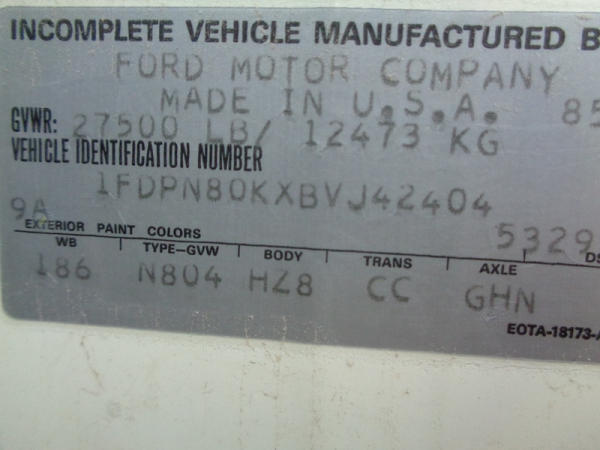 INCOMPLETE VEHICLE MANUFACTURED B
FORD MOTOR COMPANY
MADE IN U.S.A. 85
GVWR: 27500 LB/ 12473 KG
VEHICLE IDENTIFICATION NUMBER
1FDPN80KXBVJ42404
9A 5329
EXTERIOR PAINT COLORS DS
WB TYPE-GVW BODY TRANS AXLE
186 N804 HZ8 CC GHN
EOTA-18173-A